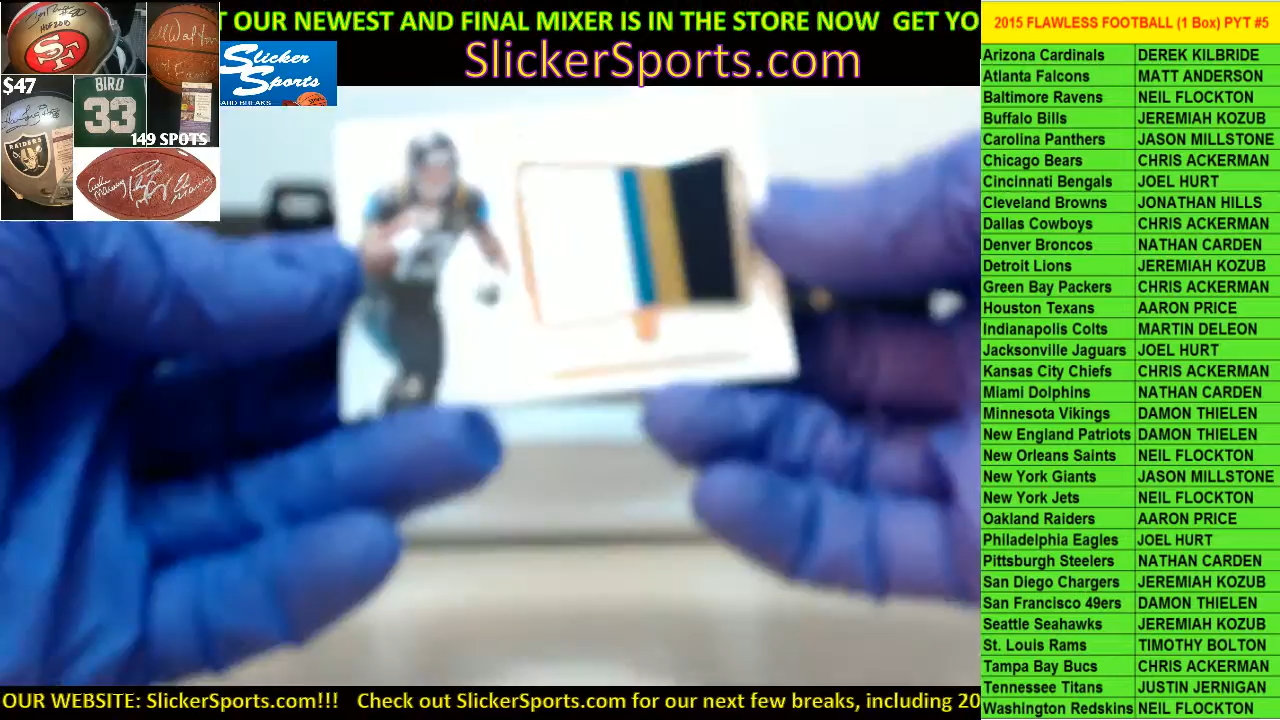 T OUR NEWEST AND FINAL MIXER IS IN THE STORE NOW  GET YO
SlickerSports.com
Slicker
Sports
ARD BREAKS
$47
BIRD
33
149 SPOTS
SF
RAIDERS
2015 FLAWLESS FOOTBALL (1 Box) PYT #5
Arizona Cardinals DEREK KILBRIDE
Atlanta Falcons MATT ANDERSON
Baltimore Ravens NEIL FLOCKTON
Buffalo Bills JEREMIAH KOZUB
Carolina Panthers JASON MILLSTONE
Chicago Bears CHRIS ACKERMAN
Cincinnati Bengals JOEL HURT
Cleveland Browns JONATHAN HILLS
Dallas Cowboys CHRIS ACKERMAN
Denver Broncos NATHAN CARDEN
Detroit Lions JEREMIAH KOZUB
Green Bay Packers CHRIS ACKERMAN
Houston Texans AARON PRICE
Indianapolis Colts MARTIN DELEON
Jacksonville Jaguars JOEL HURT
Kansas City Chiefs CHRIS ACKERMAN
Miami Dolphins NATHAN CARDEN
Minnesota Vikings DAMON THIELEN
New England Patriots DAMON THIELEN
New Orleans Saints NEIL FLOCKTON
New York Giants JASON MILLSTONE
New York Jets NEIL FLOCKTON
Oakland Raiders AARON PRICE
Philadelphia Eagles JOEL HURT
Pittsburgh Steelers NATHAN CARDEN
San Diego Chargers JEREMIAH KOZUB
San Francisco 49ers DAMON THIELEN
Seattle Seahawks JEREMIAH KOZUB
St. Louis Rams TIMOTHY BOLTON
Tampa Bay Bucs CHRIS ACKERMAN
Tennessee Titans JUSTIN JERNIGAN
Washington Redskins NEIL FLOCKTON
OUR WEBSITE: SlickerSports.com!!!   Check out SlickerSports.com for our next few breaks, including 20